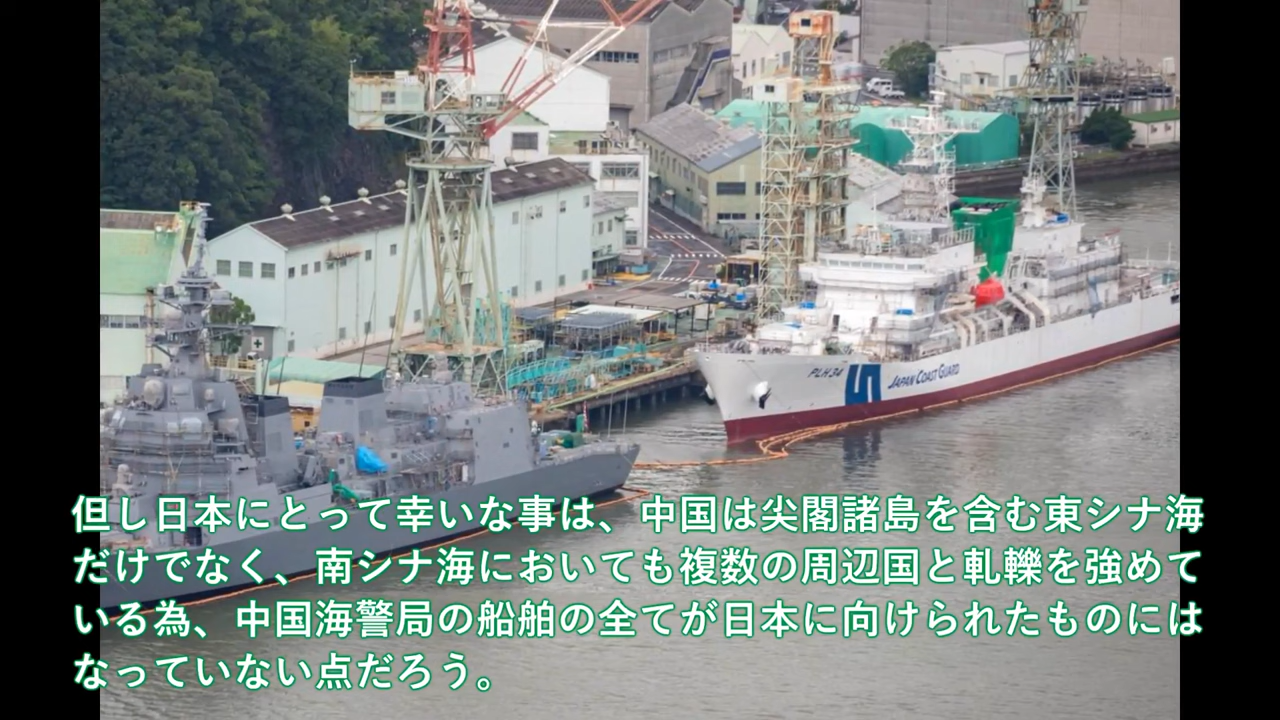 PLH 34
JAPAN COAST GUARD
但し日本にとって幸いな事は、中国は尖閣諸島を含む東シナ海
だけでなく、南シナ海においても複数の周辺国と軋轢を強めて
いる為、中国海警局の船舶の全てが日本に向けられたものには
なっていない点だろう。